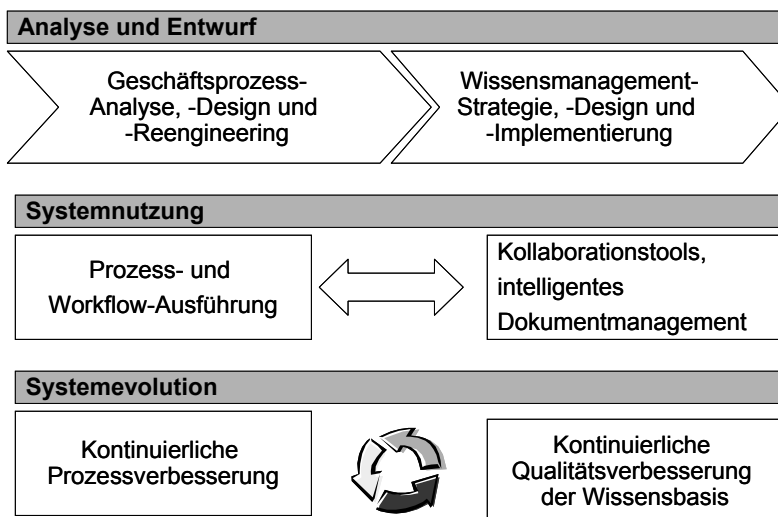 Analyse und Entwurf
Geschäftsprozess-
Analyse, -Design und
-Reengineering
Wissensmanagement-
Strategie, -Design und
-Implementierung
Systemnutzung
Prozess- und
Workflow-Ausführung
Kollaborationstools,
intelligentes
Dokumentmanagement
Systemevolution
Kontinuierliche
Prozessverbesserung
Kontinuierliche
Qualitätsverbesserung
der Wissensbasis